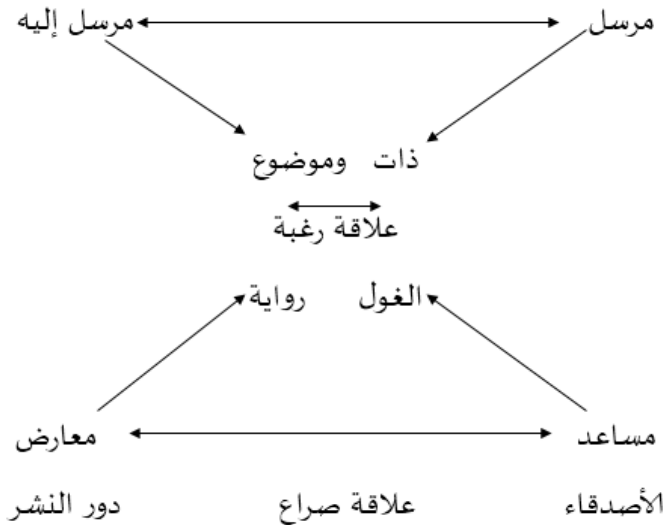 مرسل مرسل إليه
ذات وموضوع
علاقة رغبة
الغول رواية
مساعد معارض
الأصدقاء علاقة صراع دور النشر